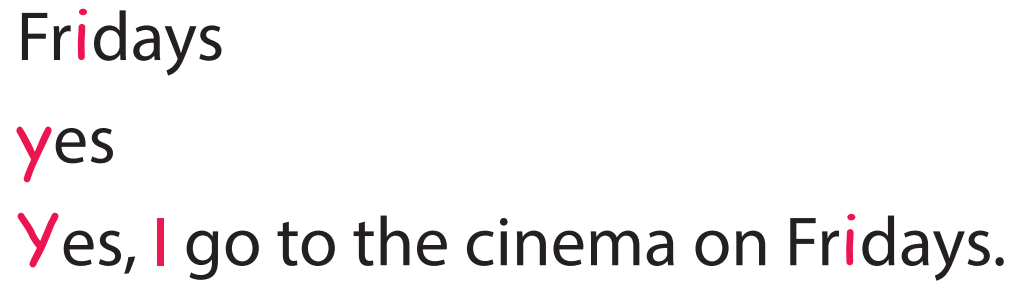 Fridays
yes
Yes, I go to the cinema on Fridays.